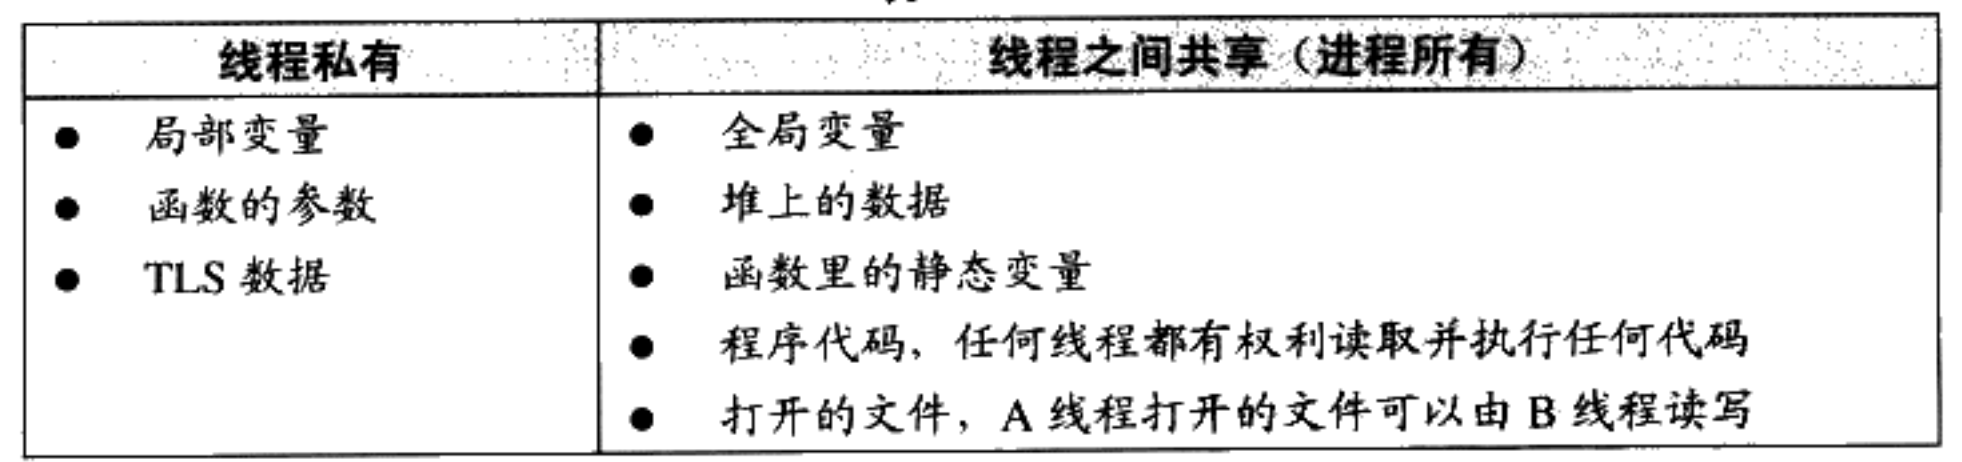 线程私有
线程之间共享（进程所有）
● 局部变量
● 函数的参数
● TLS 数据
● 全局变量
● 堆上的数据
● 函数里的静态变量
● 程序代码，任何线程都有权利读取并执行任何代码
● 打开的文件，A 线程打开的文件可以由 B 线程读写